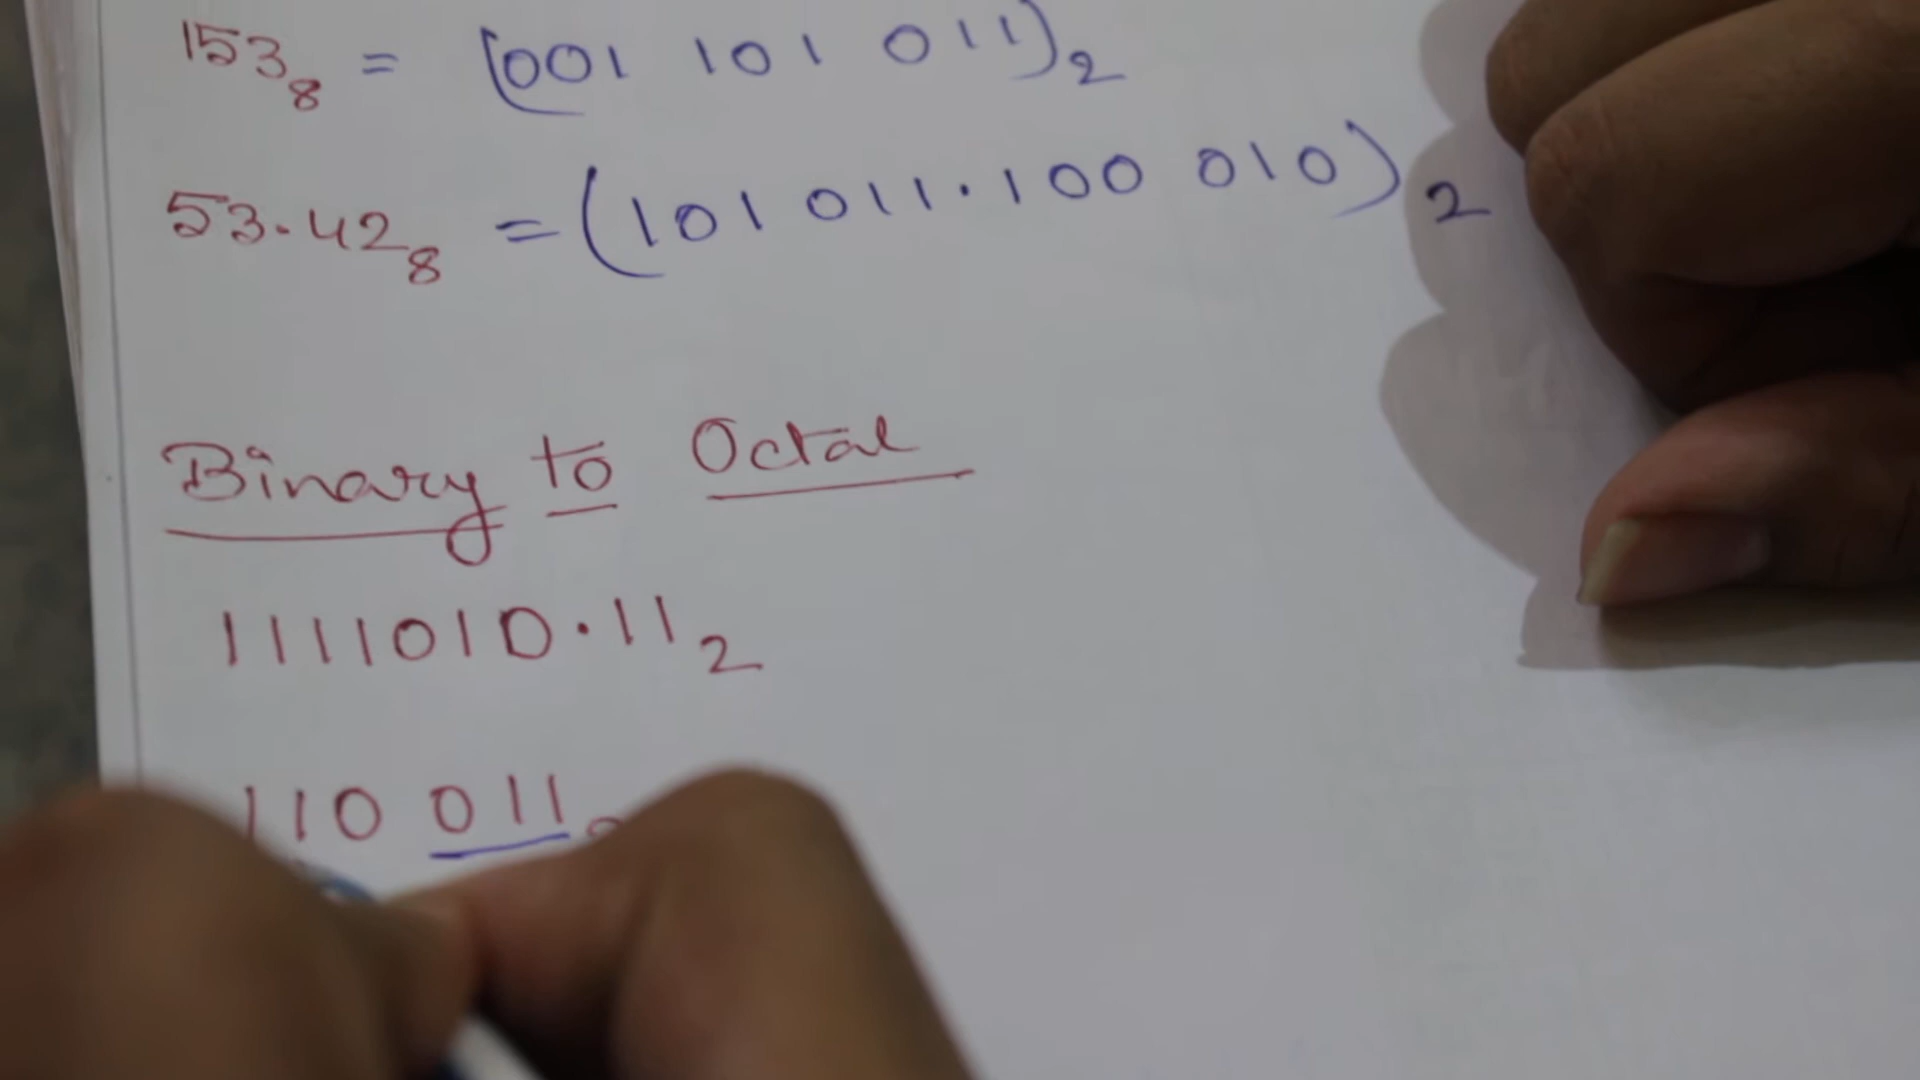 153₈ = (001 101 011)₂
53.42₈ = (101 011.100 010)₂
Binary to Octal
1111010.11₂
110 011